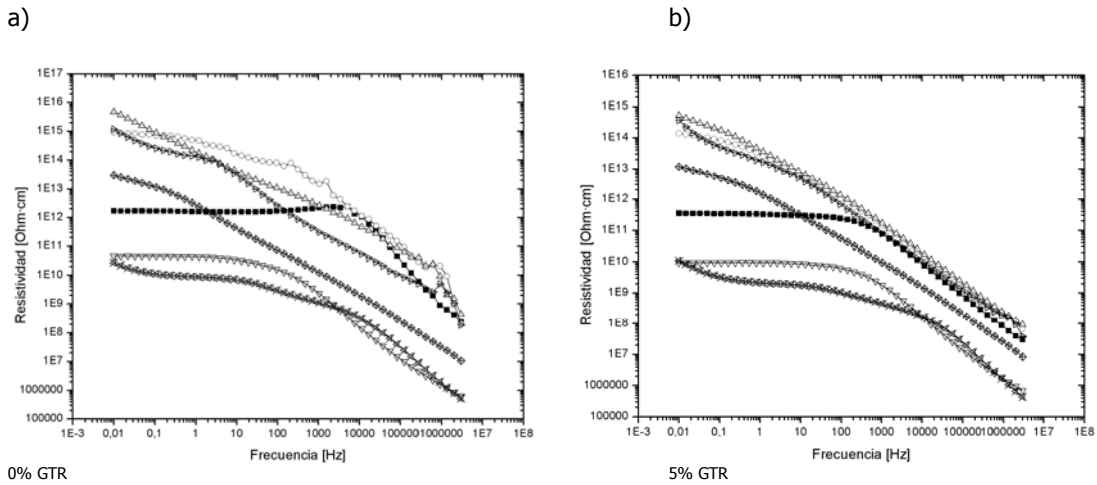 a)
b)
1E17
1E16
1E15
1E14
1E13
1E12
1E11
1E10
1E9
1E8
1E7
1000000
100000
Resistividad [Ohm·cm]
1E-3 0,01 0,1 1 10 100 1000 10000 100000 1000000 1E7 1E8
Frecuencia [Hz]
0% GTR
1E16
1E15
1E14
1E13
1E12
1E11
1E10
1E9
1E8
1E7
1000000
100000
Resistividad [Ohm·cm]
1E-3 0,01 0,1 1 10 100 1000 10000 100000 1000000 1E7 1E8
Frecuencia [Hz]
5% GTR